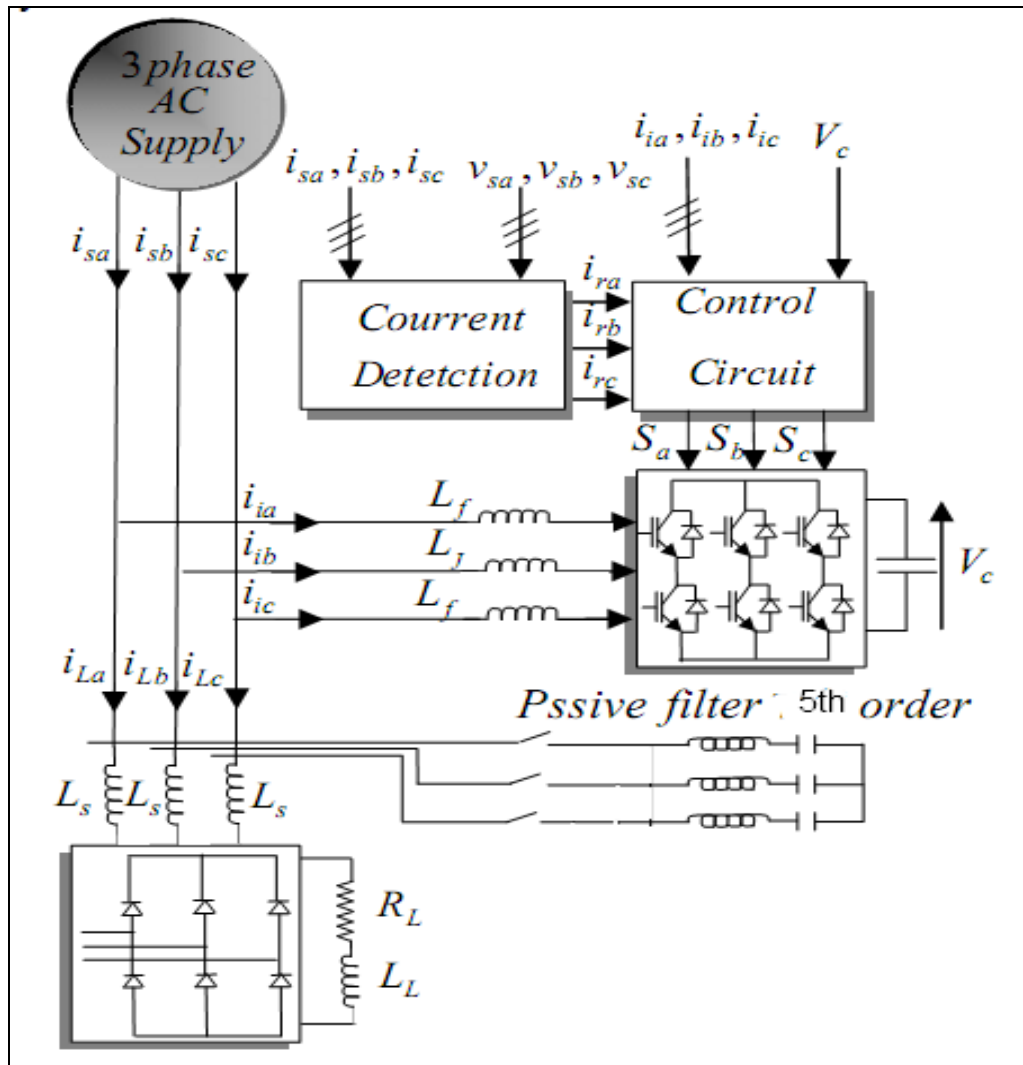 3 phase
AC
Supply
i_sa, i_sb, i_sc
v_sa, v_sb, v_sc
i_ia, i_ib, i_ic
V_c
i_sa
i_sb
i_sc
Courrent
Detetction
i_ra
i_rb
i_rc
Control
Circuit
S_a
S_b
S_c
i_ia
L_f
i_ib
L_J
i_ic
L_f
V_c
i_La
i_Lb
i_Lc
Pssive filter 5th order
L_s
L_s
L_s
R_L
L_L